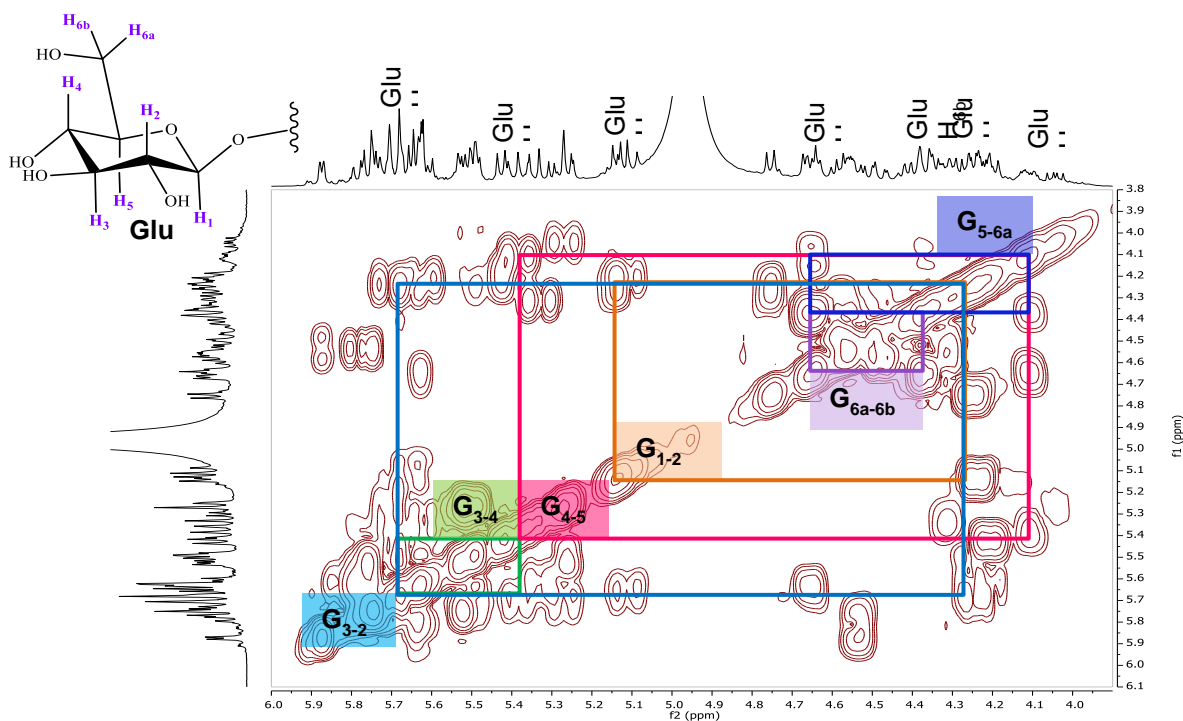 H6b
H6a
HO
H4
H2
O
O
HO
HO
OH
H3
H5
H1
Glu
Glu
Glu
Glu
Glu
Glu
H6b
Glu
Glu
G5-6a
G6a-6b
G1-2
G3-4
G4-5
G3-2
3.8
3.9
4.0
4.1
4.2
4.3
4.4
4.5
4.6
4.7
4.8
4.9
5.0
5.1
5.2
5.3
5.4
5.5
5.6
5.7
5.8
5.9
6.0
6.1
f1 (ppm)
6.0 5.9 5.8 5.7 5.6 5.5 5.4 5.3 5.2 5.1 5.0 4.9 4.8 4.7 4.6 4.5 4.4 4.3 4.2 4.1 4.0
f2 (ppm)